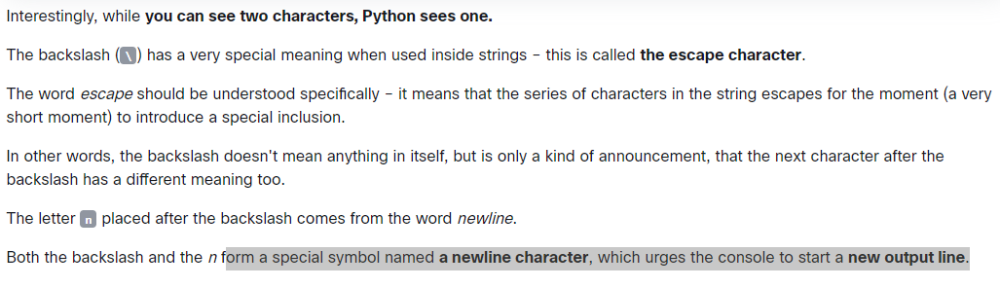 Interestingly, while you can see two characters, Python sees one.
The backslash (\) has a very special meaning when used inside strings – this is called the escape character.
The word escape should be understood specifically – it means that the series of characters in the string escapes for the moment (a very
short moment) to introduce a special inclusion.
In other words, the backslash doesn't mean anything in itself, but is only a kind of announcement, that the next character after the
backslash has a different meaning too.
The letter n placed after the backslash comes from the word newline.
Both the backslash and the n form a special symbol named a newline character, which urges the console to start a new output line.